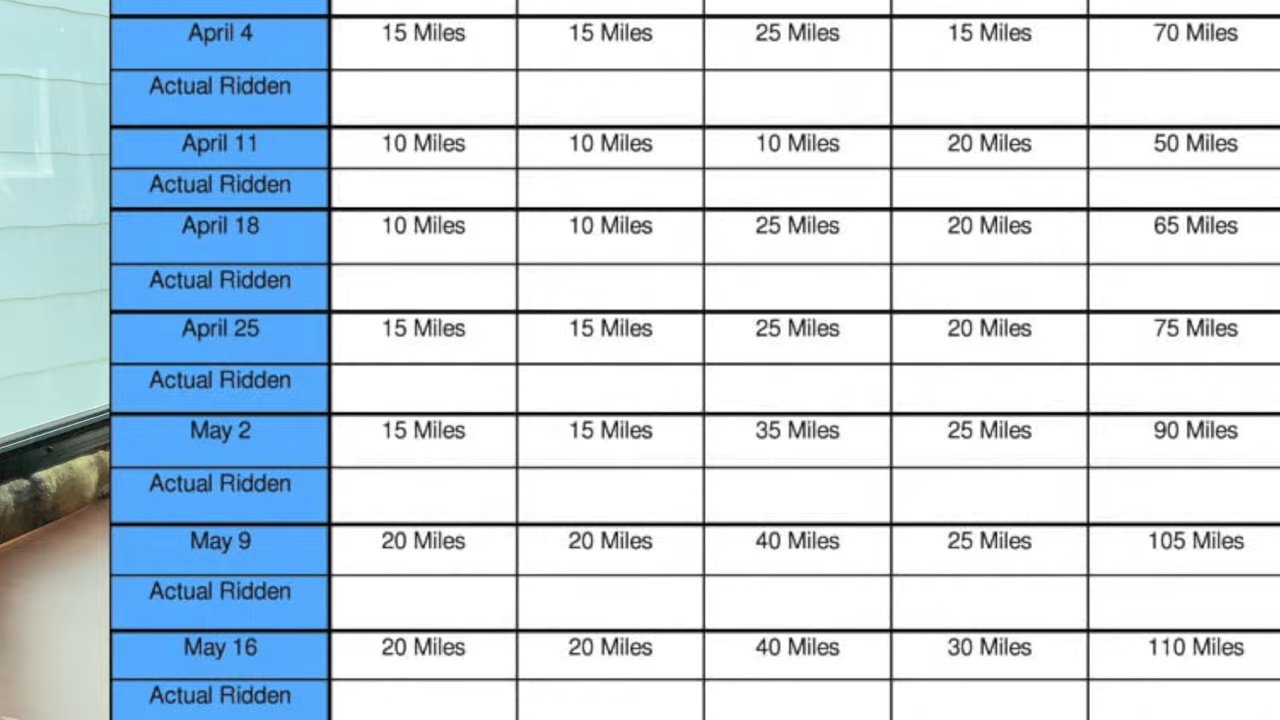 April 4 15 Miles 15 Miles 25 Miles 15 Miles 70 Miles
Actual Ridden
April 11 10 Miles 10 Miles 10 Miles 20 Miles 50 Miles
Actual Ridden
April 18 10 Miles 10 Miles 25 Miles 20 Miles 65 Miles
Actual Ridden
April 25 15 Miles 15 Miles 25 Miles 20 Miles 75 Miles
Actual Ridden
May 2 15 Miles 15 Miles 35 Miles 25 Miles 90 Miles
Actual Ridden
May 9 20 Miles 20 Miles 40 Miles 25 Miles 105 Miles
Actual Ridden
May 16 20 Miles 20 Miles 40 Miles 30 Miles 110 Miles
Actual Ridden